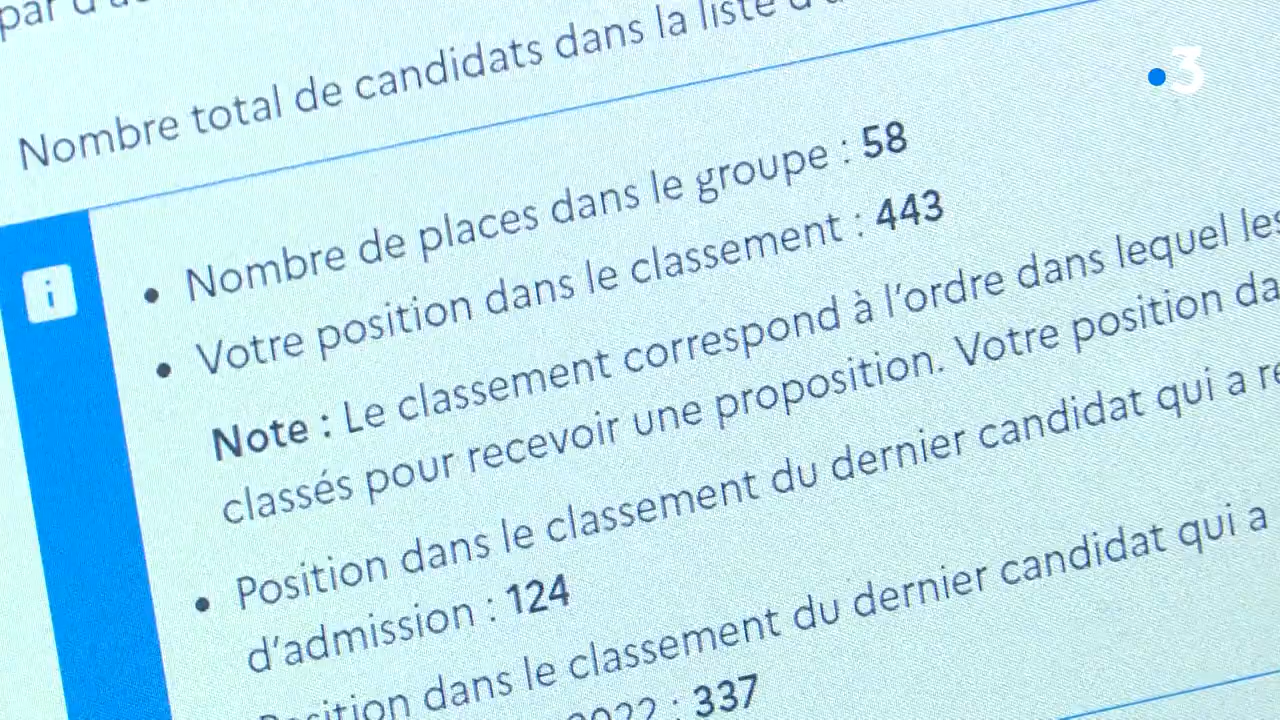 par d'
Nombre total de candidats dans la liste
3
Nombre de places dans le groupe : 58
i
Votre position dans le classement : 443
Note : Le classement correspond à l'ordre dans lequel les
classés pour recevoir une proposition. Votre position
Position dans le classement du dernier candidat qui a
d'admission : 124
Position dans le classement du dernier candidat qui a
2022 : 337